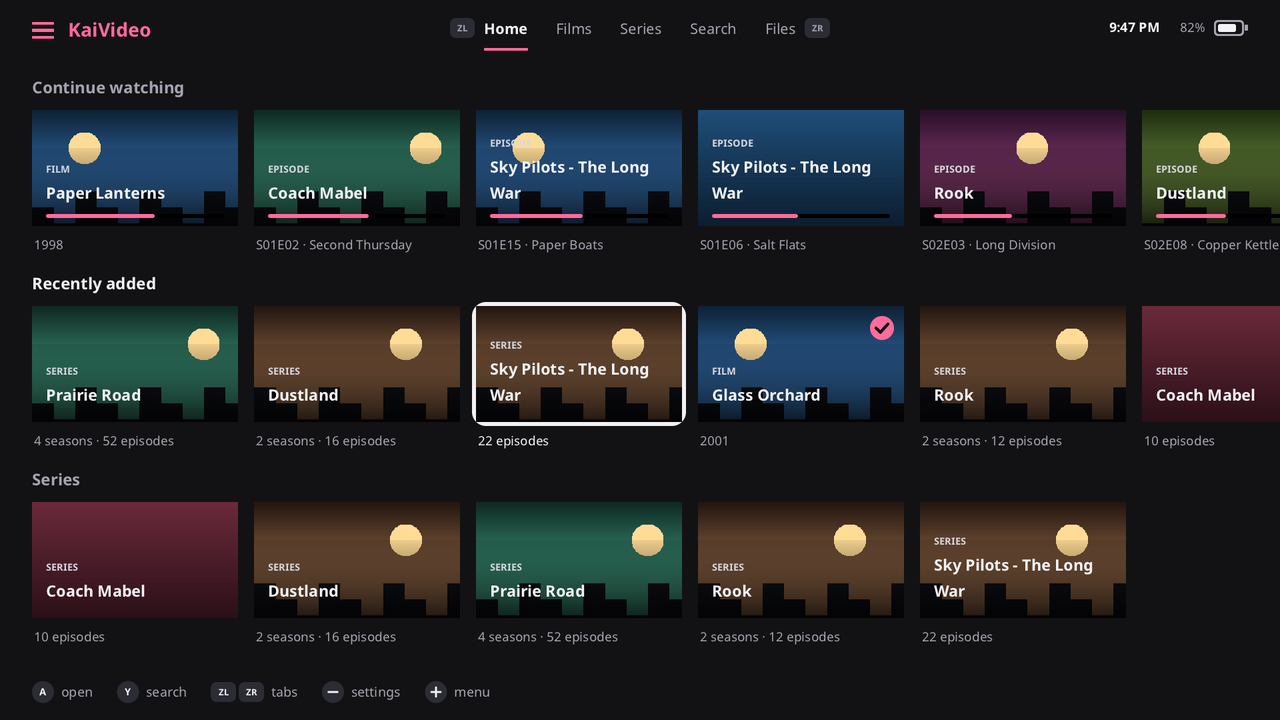 KaiVideo
ZL Home Films Series Search Files ZR
9:47 PM 82%
Continue watching
FILM
Paper Lanterns
1998
EPISODE
Coach Mabel
S01E02 · Second Thursday
EPISODE
Sky Pilots - The Long
War
S01E15 · Paper Boats
EPISODE
Sky Pilots - The Long
War
S01E06 · Salt Flats
EPISODE
Rook
S02E03 · Long Division
EPISODE
Dustland
S02E08 · Copper Kettle
Recently added
SERIES
Prairie Road
4 seasons · 52 episodes
SERIES
Dustland
2 seasons · 16 episodes
SERIES
Sky Pilots - The Long
War
22 episodes
FILM
Glass Orchard
2001
SERIES
Rook
2 seasons · 12 episodes
SERIES
Coach Mabel
10 episodes
Series
SERIES
Coach Mabel
10 episodes
SERIES
Dustland
2 seasons · 16 episodes
SERIES
Prairie Road
4 seasons · 52 episodes
SERIES
Rook
2 seasons · 12 episodes
SERIES
Sky Pilots - The Long
War
22 episodes
A open Y search ZL ZR tabs settings menu